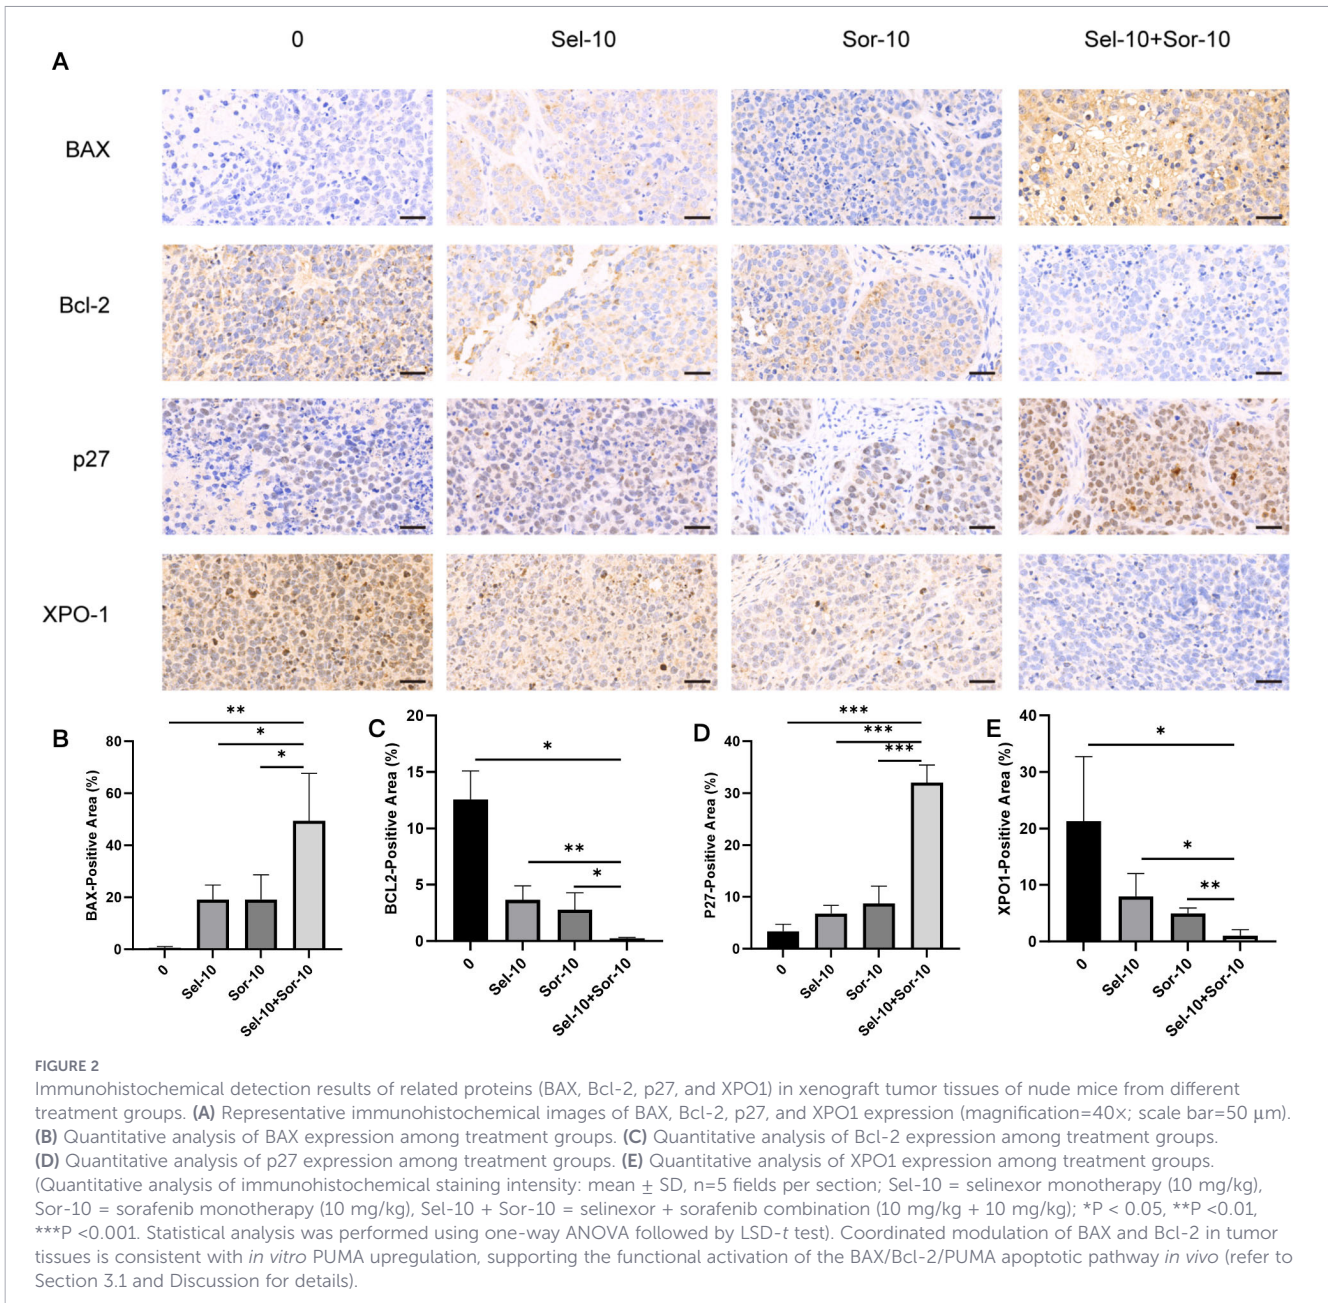 0 Sel-10 Sor-10 Sel-10+Sor-10
A
BAX
Bcl-2
p27
XPO-1
B
**
*
*
BAX-Positive Area (%)
80
60
40
20
0
0 Sel-10 Sor-10 Sel-10+Sor-10
C
*
**
*
BCL2-Positive Area (%)
20
15
10
5
0
0 Sel-10 Sor-10 Sel-10+Sor-10
D
***
***
***
P27-Positive Area (%)
40
30
20
10
0
0 Sel-10 Sor-10 Sel-10+Sor-10
E
*
*
**
XPO1-Positive Area (%)
40
30
20
10
0
0 Sel-10 Sor-10 Sel-10+Sor-10
FIGURE 2
Immunohistochemical detection results of related proteins (BAX, Bcl-2, p27, and XPO1) in xenograft tumor tissues of nude mice from different
treatment groups. (A) Representative immunohistochemical images of BAX, Bcl-2, p27, and XPO1 expression (magnification=40×; scale bar=50 μm).
(B) Quantitative analysis of BAX expression among treatment groups. (C) Quantitative analysis of Bcl-2 expression among treatment groups.
(D) Quantitative analysis of p27 expression among treatment groups. (E) Quantitative analysis of XPO1 expression among treatment groups.
(Quantitative analysis of immunohistochemical staining intensity: mean ± SD, n=5 fields per section; Sel-10 = selinexor monotherapy (10 mg/kg),
Sor-10 = sorafenib monotherapy (10 mg/kg), Sel-10 + Sor-10 = selinexor + sorafenib combination (10 mg/kg + 10 mg/kg); *P < 0.05, **P <0.01,
***P <0.001. Statistical analysis was performed using one-way ANOVA followed by LSD-t test). Coordinated modulation of BAX and Bcl-2 in tumor
tissues is consistent with in vitro PUMA upregulation, supporting the functional activation of the BAX/Bcl-2/PUMA apoptotic pathway in vivo (refer to
Section 3.1 and Discussion for details).